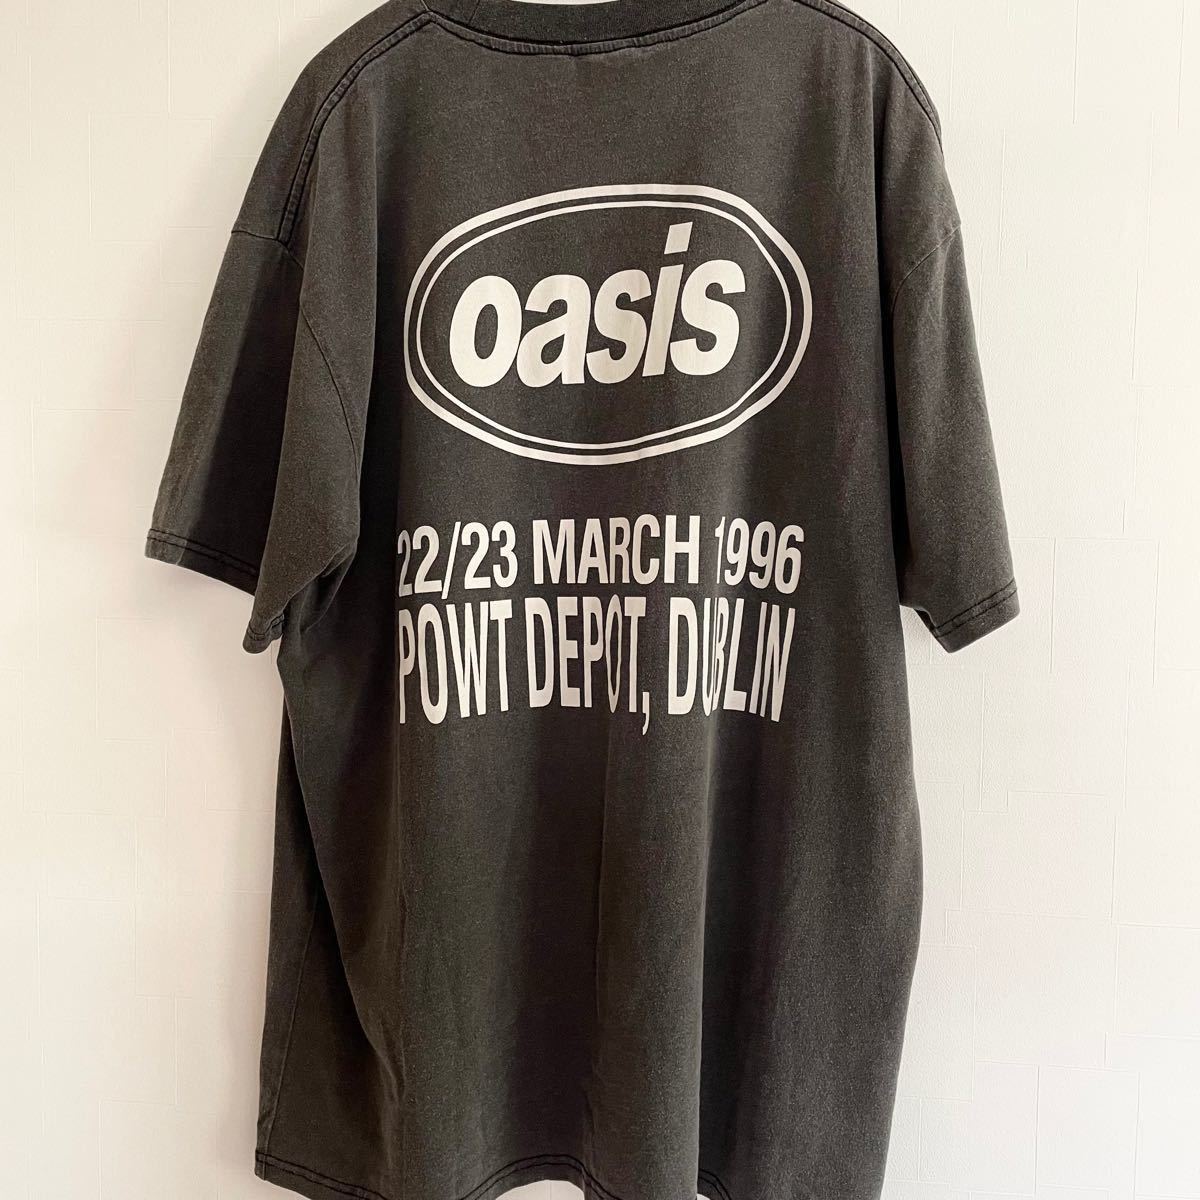 oasis
22/23 MARCH 1996
POWT DEPOT, DUBLIN